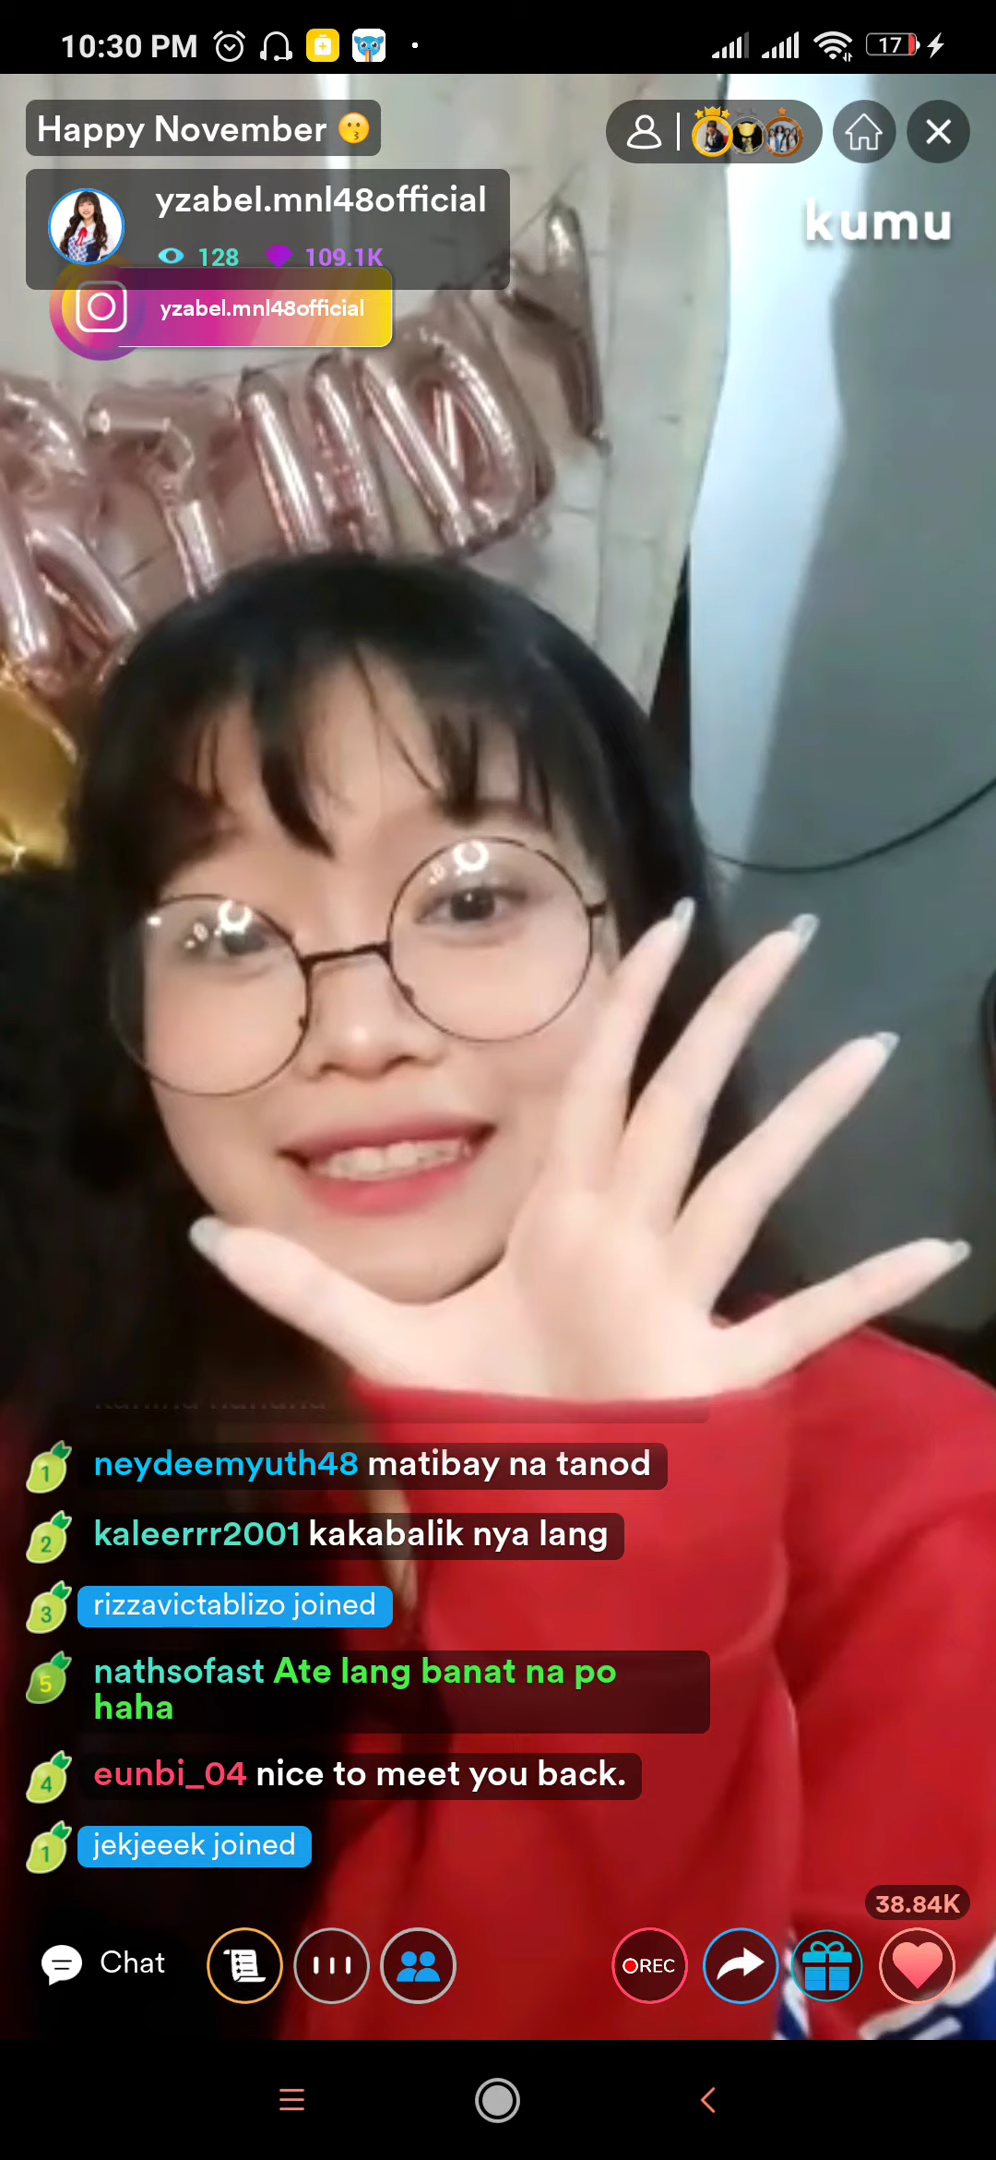 10:30 PM
17
Happy November 😗
yzabel.mnl48official
128 109.1K
kumu
yzabel.mnl48official
neydeemyuth48 matibay na tanod
kaleerrr2001 kakabalik nya lang
rizzavictablizo joined
nathsofast Ate lang banat na po
haha
eunbi_04 nice to meet you back.
jekjeeek joined
38.84K
Chat
REC
1
2
3
5
4
1